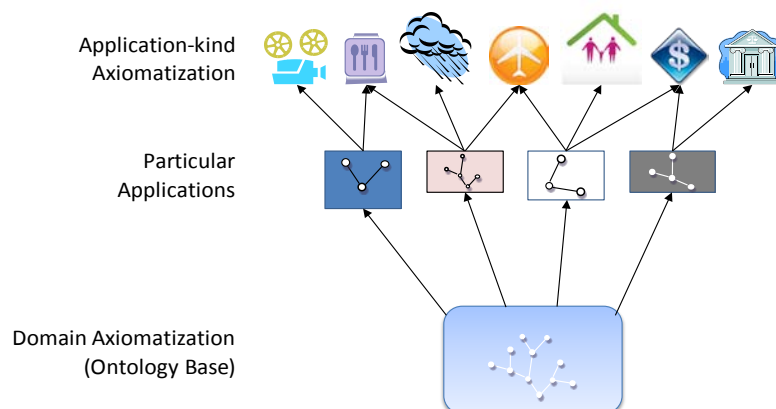 Application-kind
Axiomatization
$
Particular
Applications
Domain Axiomatization
(Ontology Base)